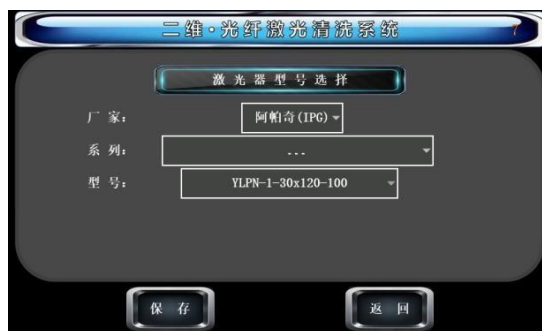 二维·光纤激光清洗系统 7
激光器型号选择
厂家: 阿帕奇(IPG)
系列: ---
型号: YLPN-1-30x120-100
保存 返回